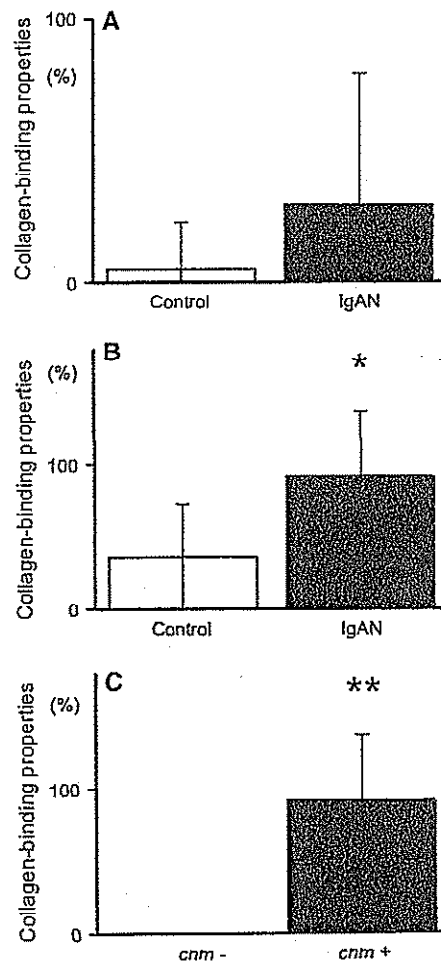 A
100
(%)
Collagen-binding properties
0
Control
IgAN
B
(%)
*
100
Collagen-binding properties
0
Control
IgAN
C
(%)
**
100
Collagen-binding properties
0
cnm -
cnm +